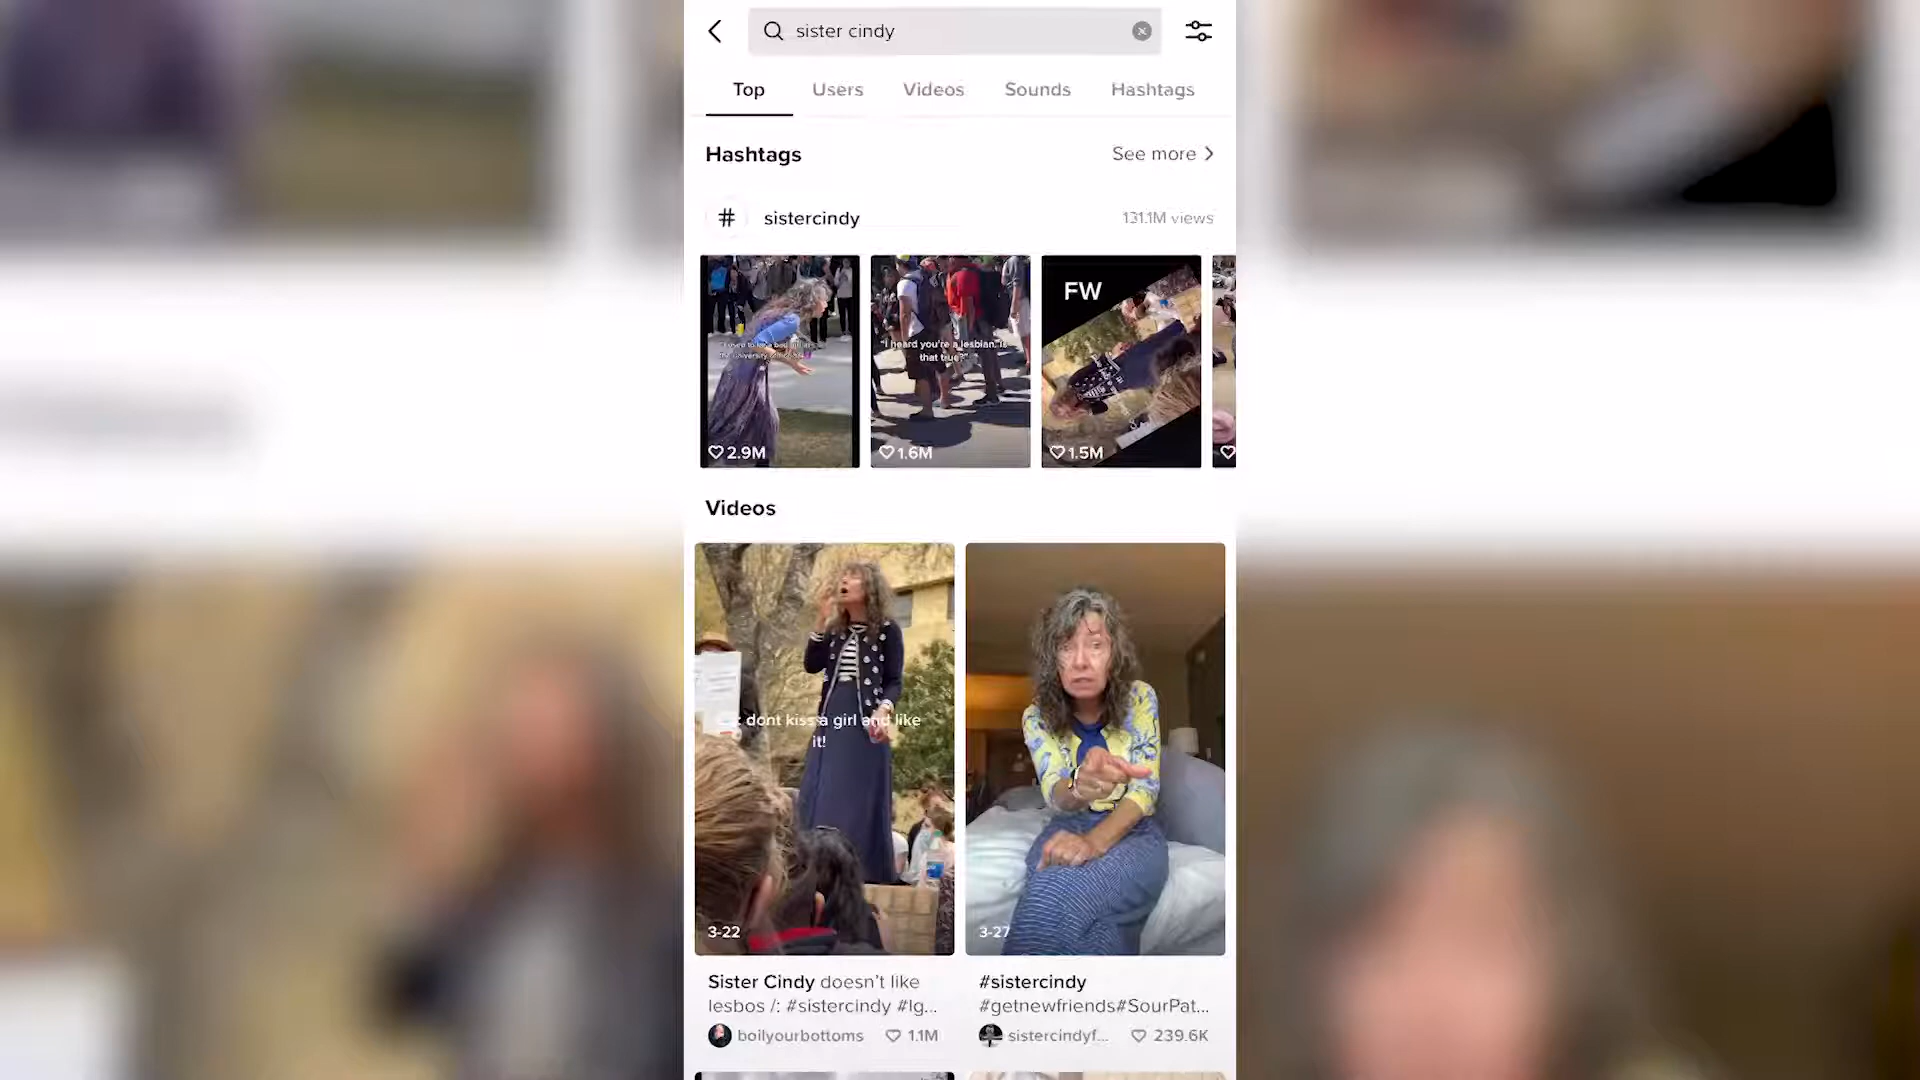 sister cindy
Top Users Videos Sounds Hashtags
Hashtags See more
# sistercindy 131.1M views
"I heard you're a lesbian. Is
that true?"
FW
2.9M 1.6M 1.5M
Videos
dont kiss a girl and like
it!
3-22 3-27
Sister Cindy doesn't like
lesbos /: #sistercindy #lg...
boilyourbottoms 1.1M
#sistercindy
#getnewfriends#SourPat...
sistercindyf... 239.6K